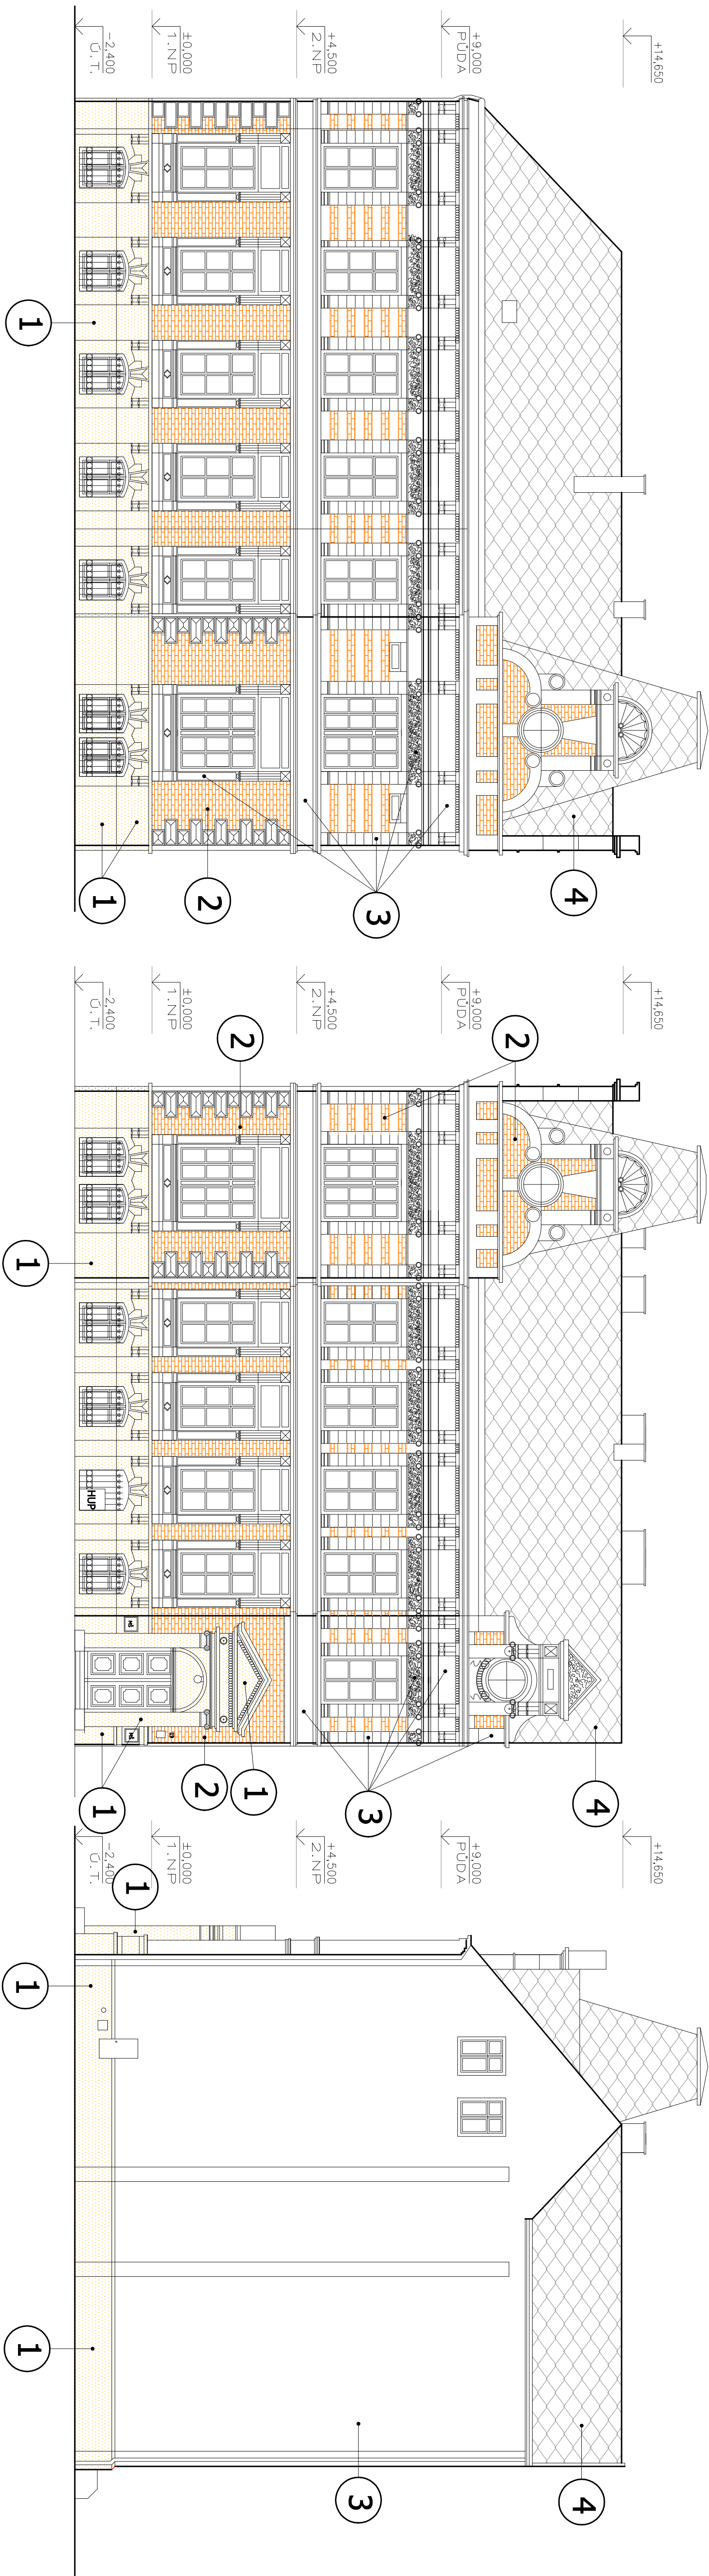 +14,650
+9,000
PŮDA
+4,500
2.NP
±0,000
1.NP
-2,400
Ú.T.
1
4
3
2
1
+14,650
+9,000
PŮDA
+4,500
2.NP
±0,000
1.NP
-2,400
Ú.T.
2
2
1
HUP
4
3
1
2
1
+14,650
+9,000
PŮDA
+4,500
2.NP
±0,000
1.NP
-2,400
Ú.T.
1
1
1
3
4